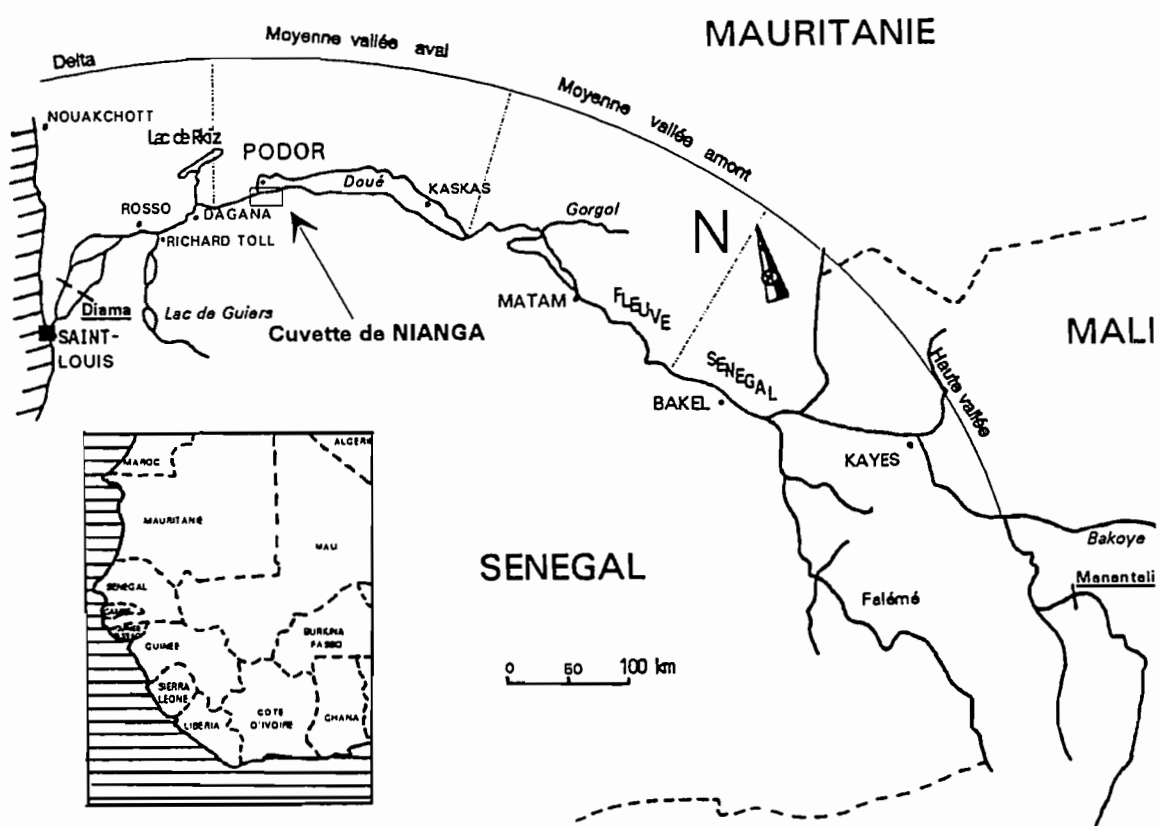 MAURITANIE
Delta
Moyenne vallée aval
Moyenne vallée amont
NOUAKCHOTT
Lac de Rkiz
PODOR
Doué
KASKAS
Gorgol
N
ROSSO
DAGANA
RICHARD TOLL
MATAM
FLEUVE
SENEGAL
MALI
Diama
Lac de Guiers
Cuvette de NIANGA
SAINT-
LOUIS
BAKEL
Haute vallée
KAYES
Bakoye
Manantali
SENEGAL
Falémé
0 50 100 km
ALGERIE
MAROC
MAURITANIE
MALI
SENEGAL
GUINEE
BURKINA
FASSO
SIERRA
LEONE
LIBERIA
COTE
D'IVOIRE
GHANA